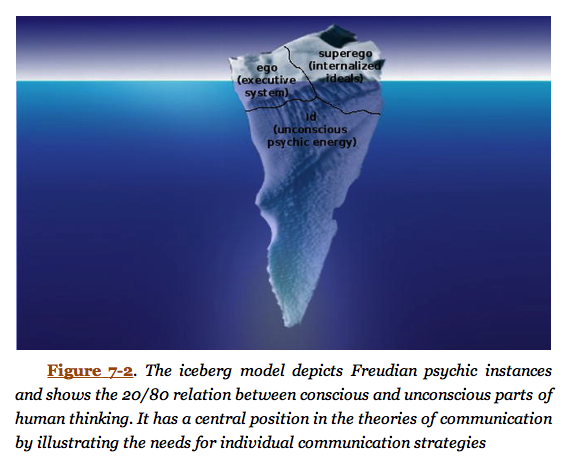 superego
(internalized
ideals)
ego
(executive
system)
id
(unconscious
psychic energy)
Figure 7-2. The iceberg model depicts Freudian psychic instances
and shows the 20/80 relation between conscious and unconscious parts of
human thinking. It has a central position in the theories of communication
by illustrating the needs for individual communication strategies